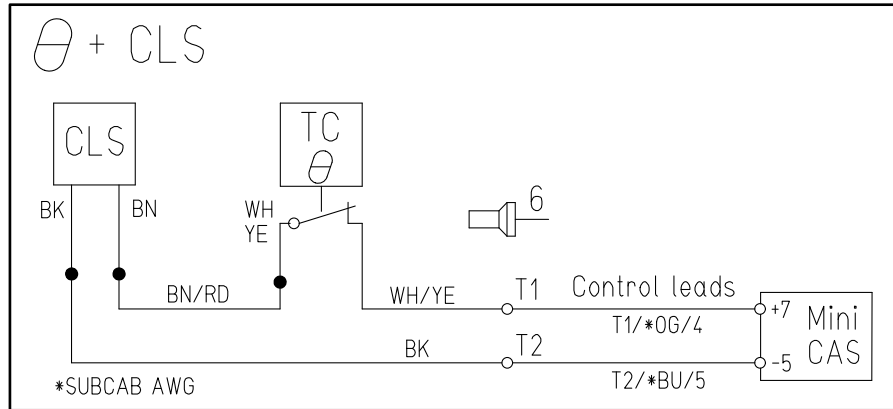 + CLS
CLS
TC
BK
BN
WH
YE
6
BN/RD
WH/YE
T1
Control leads
T1/*OG/4
+7
Mini
CAS
BK
T2
T2/*BU/5
-5
*SUBCAB AWG